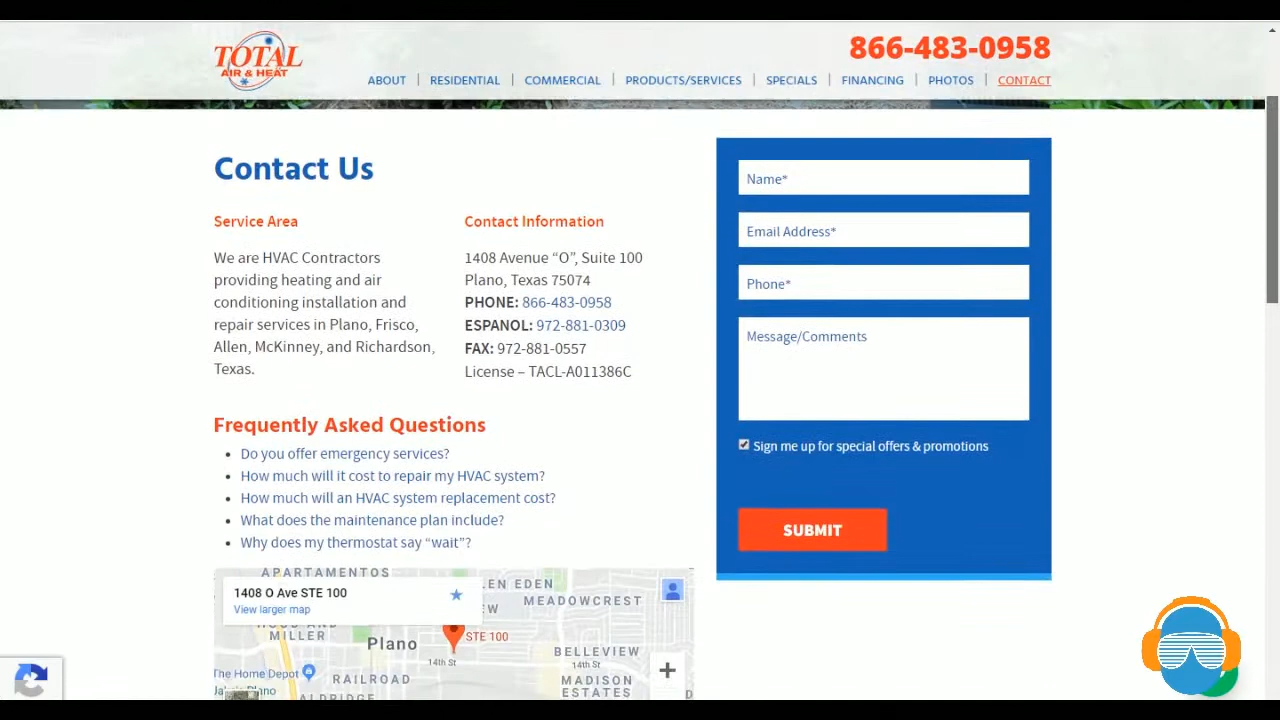 TOTAL
AIR & HEAT
866-483-0958
ABOUT
RESIDENTIAL
COMMERCIAL
PRODUCTS/SERVICES
SPECIALS
FINANCING
PHOTOS
CONTACT
Contact Us
Service Area
We are HVAC Contractors
providing heating and air
conditioning installation and
repair services in Plano, Frisco,
Allen, McKinney, and Richardson,
Texas.
Contact Information
1408 Avenue “O”, Suite 100
Plano, Texas 75074
PHONE: 866-483-0958
ESPANOL: 972-881-0309
FAX: 972-881-0557
License – TACL-A011386C
Frequently Asked Questions
Do you offer emergency services?
How much will it cost to repair my HVAC system?
How much will an HVAC system replacement cost?
What does the maintenance plan include?
Why does my thermostat say “wait”?
Name*
Email Address*
Phone*
Message/Comments
Sign me up for special offers & promotions
SUBMIT
APARTAMENTOS
1408 O Ave STE 100
View larger map
EDEN
MEADOWCREST
MILLER
Plano
STE 100
14th St
BELLEVIEW
14th St
The Home Depot
RAILROAD
MADISON
ESTATES